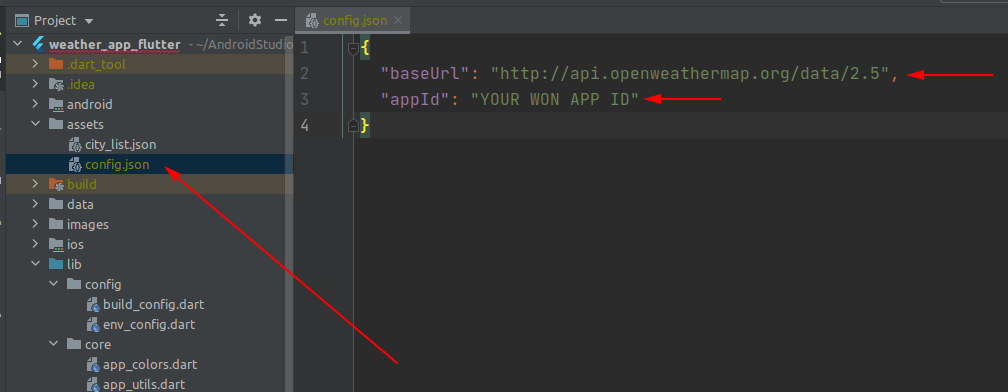 Project
config.json
weather_app_flutter ~/AndroidStudio
.dart_tool
.idea
android
assets
city_list.json
config.json
build
data
images
ios
lib
config
build_config.dart
env_config.dart
core
app_colors.dart
app_utils.dart
1 {
2 "baseUrl": "http://api.openweathermap.org/data/2.5",
3 "appId": "YOUR WON APP ID"
4 }